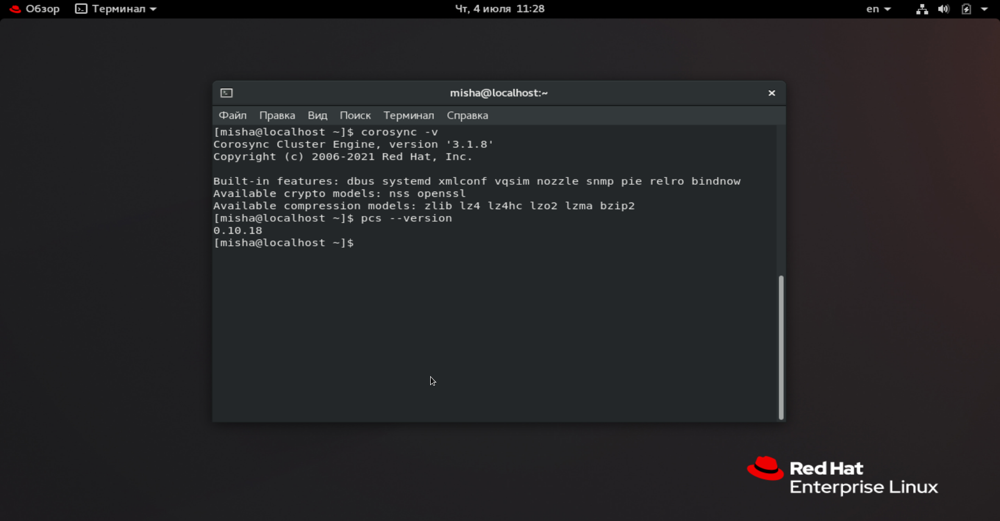 Обзор Терминал Чт, 4 июля 11:28 en
misha@localhost:~
Файл Правка Вид Поиск Терминал Справка
[misha@localhost ~]$ corosync -v
Corosync Cluster Engine, version '3.1.8'
Copyright (c) 2006-2021 Red Hat, Inc.
Built-in features: dbus systemd xmlconf vqsim nozzle snmp pie relro bindnow
Available crypto models: nss openssl
Available compression models: zlib lz4 lz4hc lzo2 lzma bzip2
[misha@localhost ~]$ pcs --version
0.10.18
[misha@localhost ~]$
Red Hat
Enterprise Linux